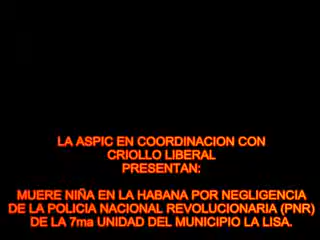 LA ASPIC EN COORDINACION CON
CRIOLLO LIBERAL
PRESENTAN:
MUERE NIÑA EN LA HABANA POR NEGLIGENCIA
DE LA POLICIA NACIONAL REVOLUCIONARIA (PNR)
DE LA 7ma UNIDAD DEL MUNICIPIO LA LISA.